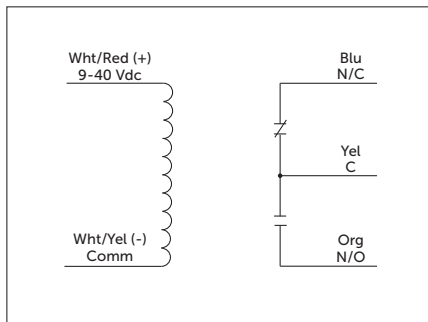 Wht/Red (+)
9-40 Vdc
Blu
N/C
Yel
C
Wht/Yel (-)
Comm
Org
N/O